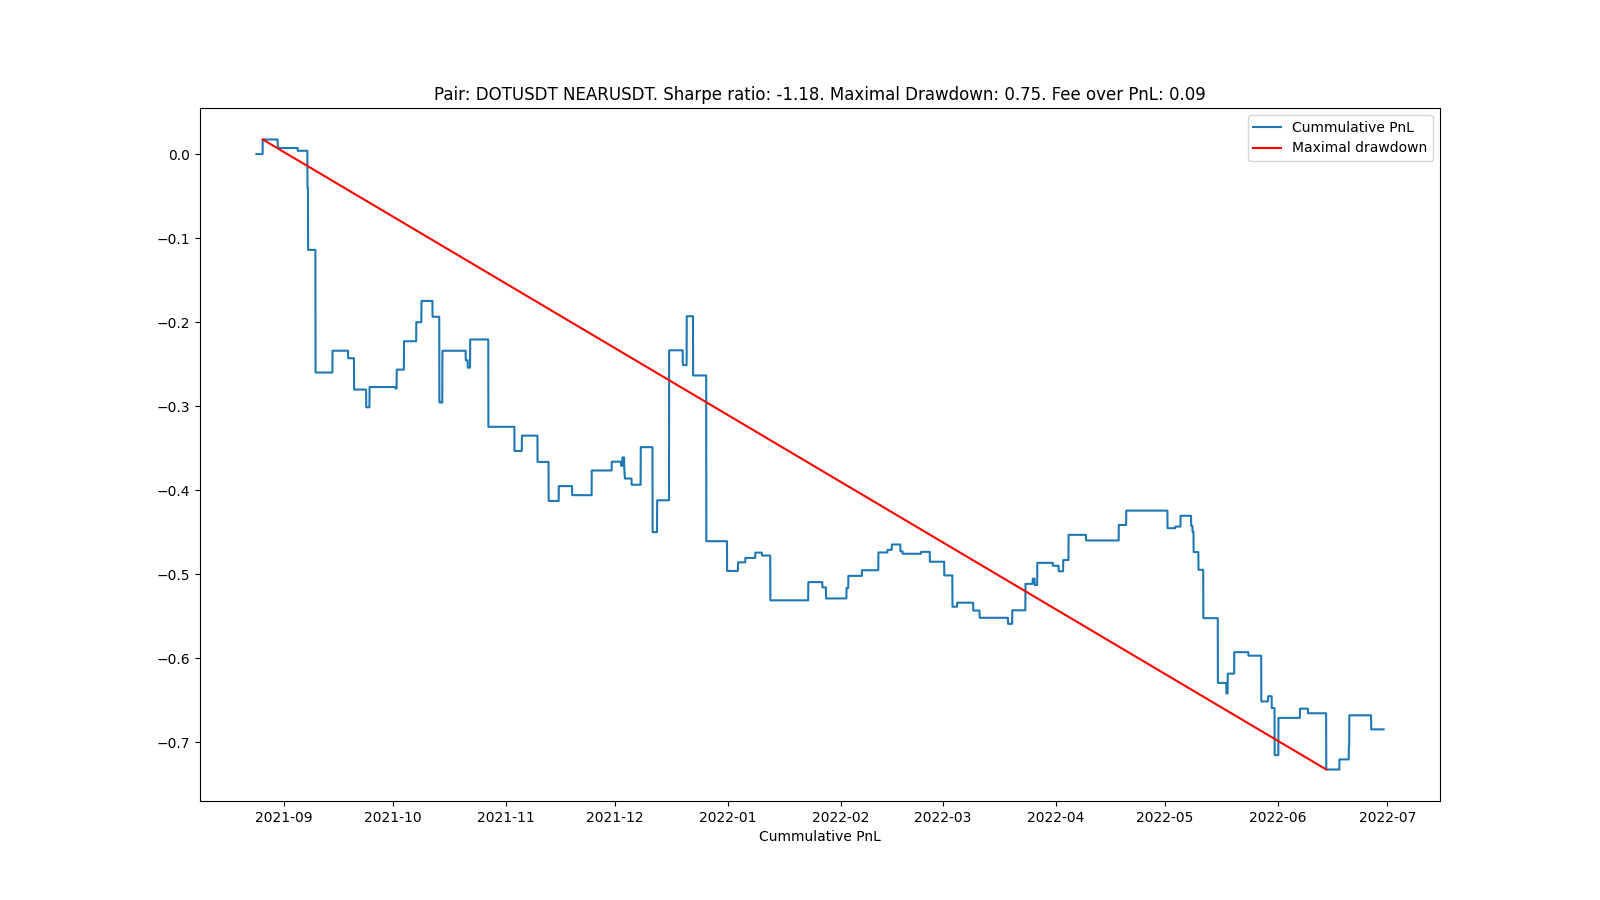 Pair: DOTUSDT NEARUSDT. Sharpe ratio: -1.18. Maximal Drawdown: 0.75. Fee over PnL: 0.09
Cummulative PnL
Maximal drawdown
0.0
−0.1
−0.2
−0.3
−0.4
−0.5
−0.6
−0.7
2021-09 2021-10 2021-11 2021-12 2022-01 2022-02 2022-03 2022-04 2022-05 2022-06 2022-07
Cummulative PnL